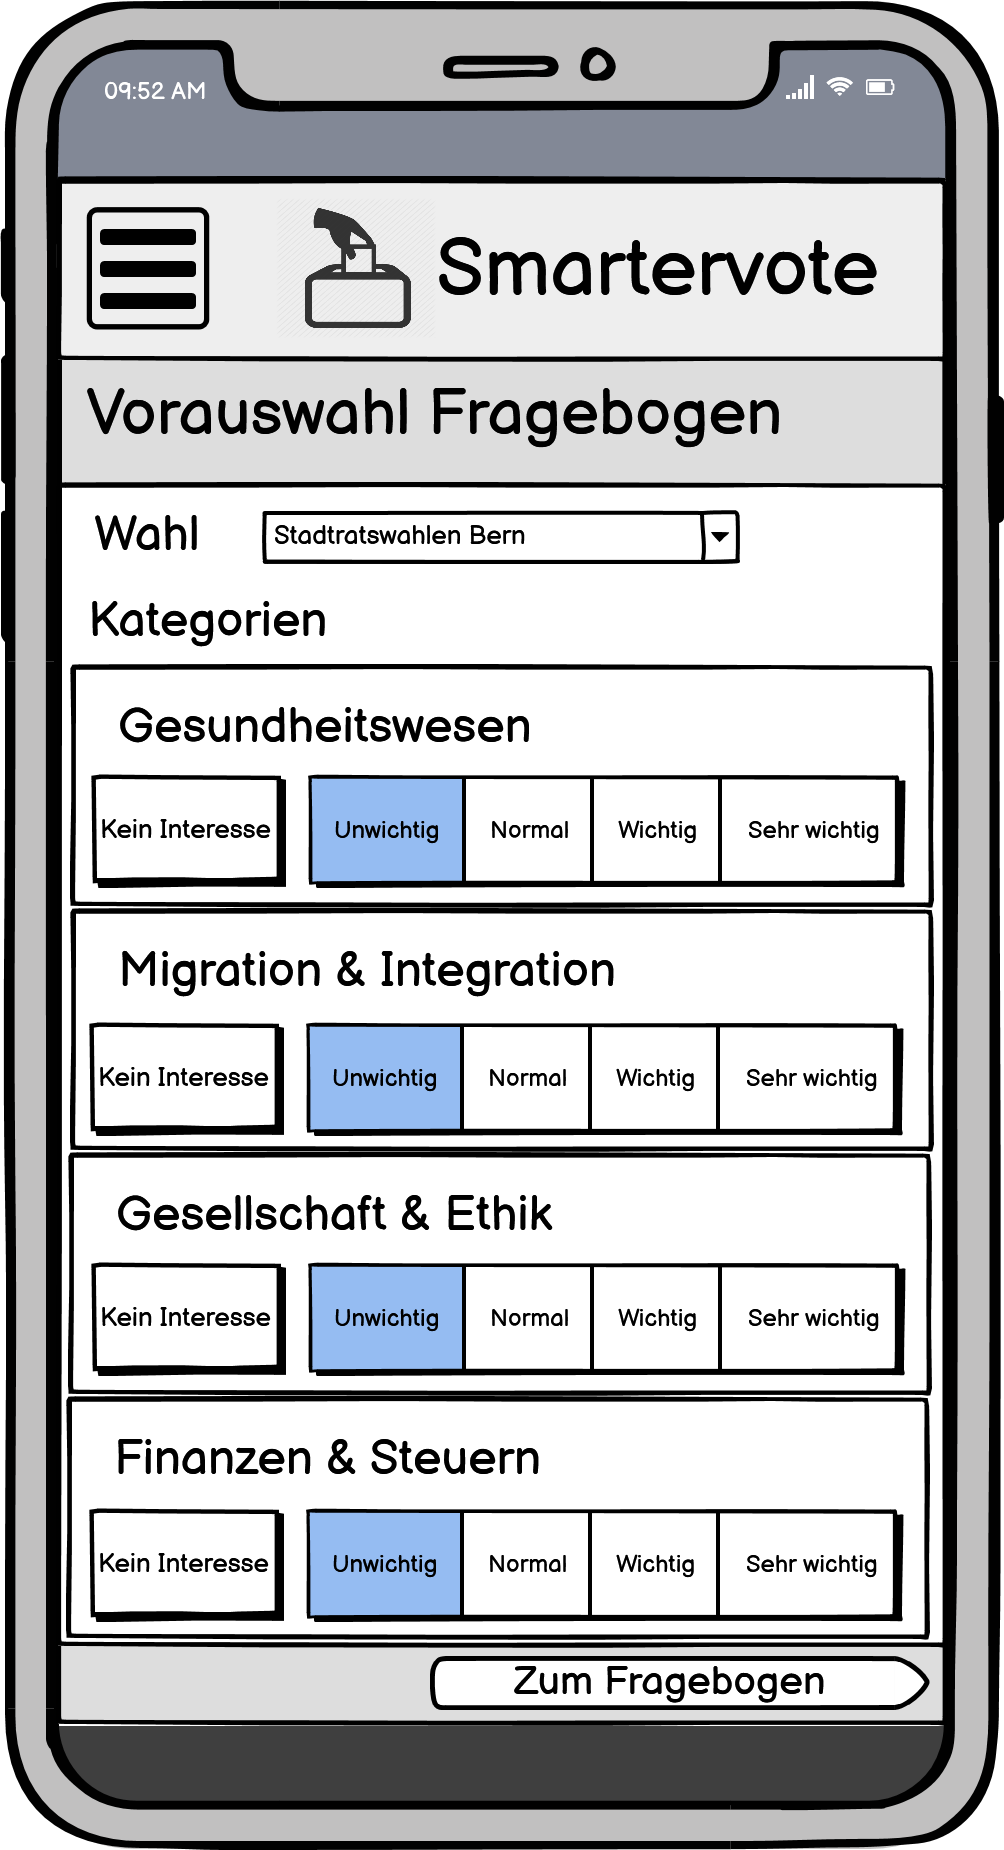 09:52 AM
Smartervote
Vorauswahl Fragebogen
Wahl Stadtratswahlen Bern
Kategorien
Gesundheitswesen
Kein Interesse Unwichtig Normal Wichtig Sehr wichtig
Migration & Integration
Kein Interesse Unwichtig Normal Wichtig Sehr wichtig
Gesellschaft & Ethik
Kein Interesse Unwichtig Normal Wichtig Sehr wichtig
Finanzen & Steuern
Kein Interesse Unwichtig Normal Wichtig Sehr wichtig
Zum Fragebogen